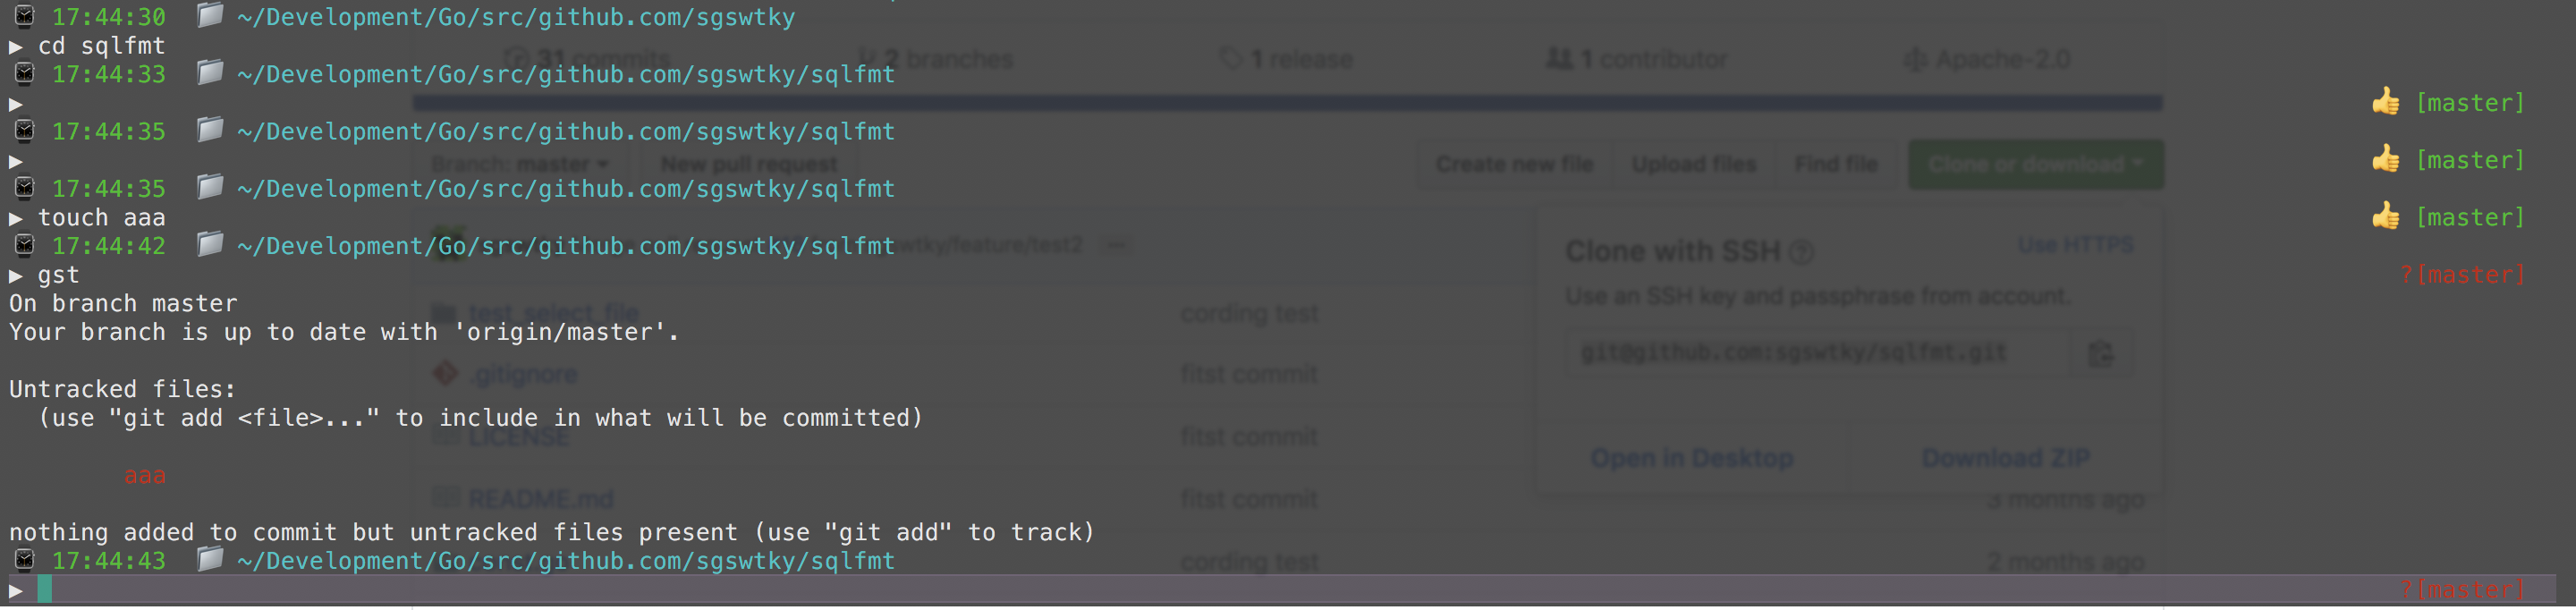 17:44:30 ~/Development/Go/src/github.com/sgswtky
▶ cd sqlfmt
31 commits 2 branches 1 release 1 contributor Apache-2.0
17:44:33 ~/Development/Go/src/github.com/sgswtky/sqlfmt
▶ 👍 [master]
17:44:35 ~/Development/Go/src/github.com/sgswtky/sqlfmt
▶ 👍 [master]
Branch: master New pull request Create new file Upload files Find file Clone or download
17:44:35 ~/Development/Go/src/github.com/sgswtky/sqlfmt
▶ touch aaa 👍 [master]
17:44:42 ~/Development/Go/src/github.com/sgswtky/sqlfmt
swtky/feature/test2
Clone with SSH Use HTTPS
▶ gst ?[master]
On branch master
Use an SSH key and passphrase from account.
test_select_file cording test
Your branch is up to date with 'origin/master'.
git@github.com:sgswtky/sqlfmt.git
.gitignore fitst commit
Untracked files:
(use "git add <file>..." to include in what will be committed)
LICENSE fitst commit
Open in Desktop Download ZIP
aaa
README.md fitst commit 3 months ago
nothing added to commit but untracked files present (use "git add" to track)
17:44:43 ~/Development/Go/src/github.com/sgswtky/sqlfmt
cording test 2 months ago
▶ ?[master]